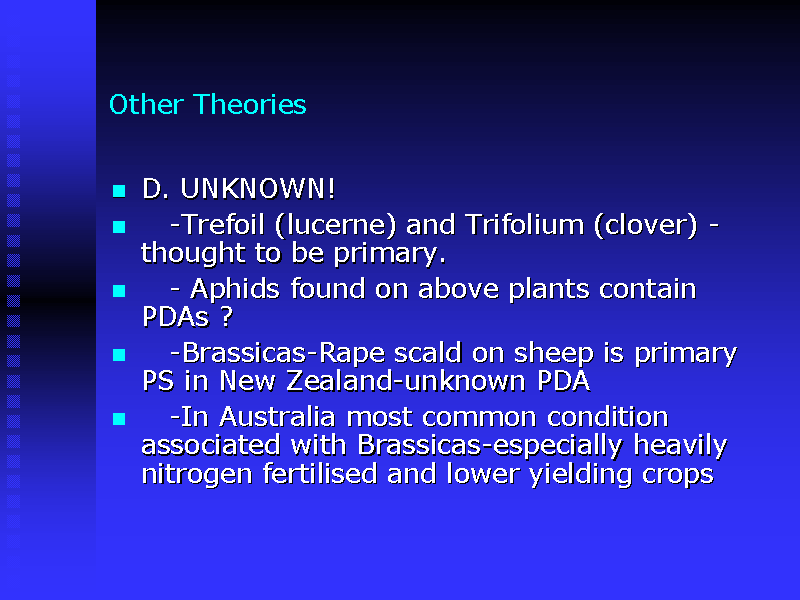 Other Theories
D. UNKNOWN!
-Trefoil (lucerne) and Trifolium (clover) -
thought to be primary.
- Aphids found on above plants contain
PDAs ?
-Brassicas-Rape scald on sheep is primary
PS in New Zealand-unknown PDA
-In Australia most common condition
associated with Brassicas-especially heavily
nitrogen fertilised and lower yielding crops